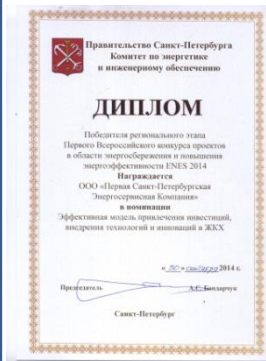 Правительство Санкт-Петербурга
Комитет по энергетике
и инженерному обеспечению
ДИПЛОМ
Победителя регионального этапа
Первого Всероссийского конкурса проектов
в области энергосбережения и повышения
энергоэффективности ENES 2014
Награждается
ООО «Первая Санкт-Петербургская
Энергосервисная Компания»
в номинации
Эффективная модель привлечения инвестиций,
внедрения технологий и инноваций в ЖКХ
« 30 » сентября 2014 г.
Председатель А.С. Бондарчук
Санкт-Петербург